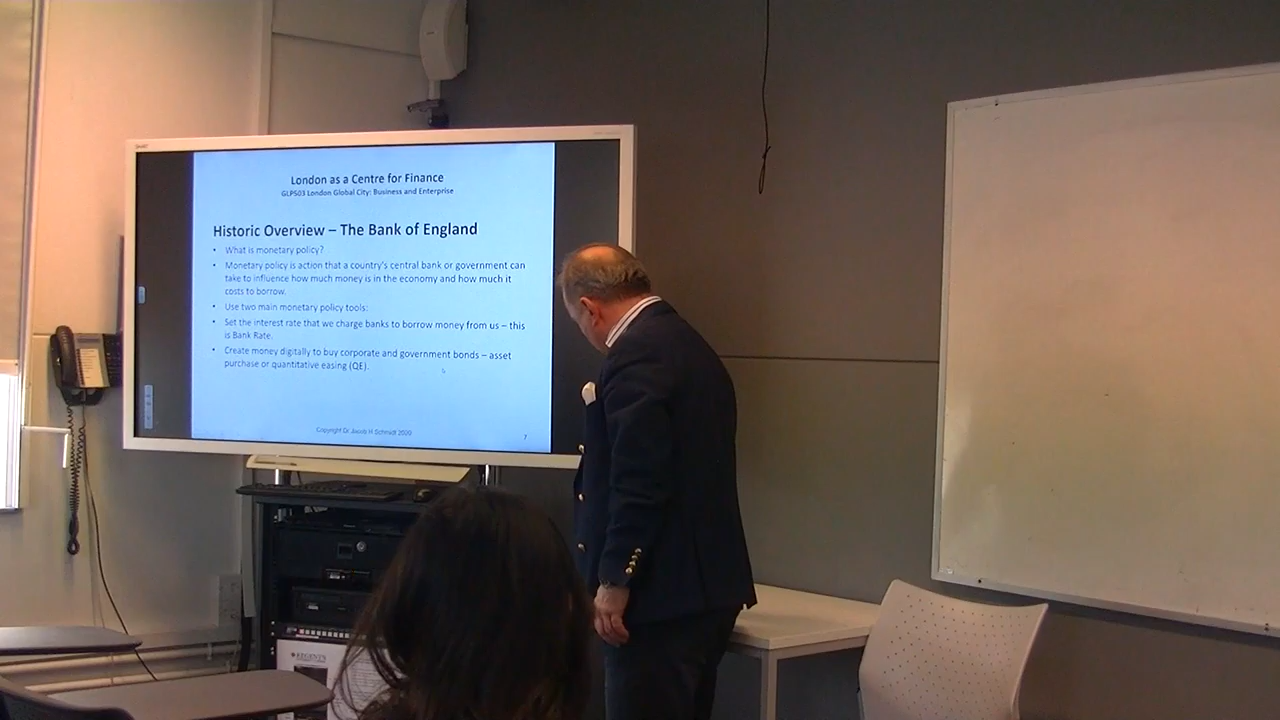 London as a Centre for Finance
GLP503 London Global City: Business and Enterprise
Historic Overview – The Bank of England
• What is monetary policy?
• Monetary policy is action that a country's central bank or government can
take to influence how much money is in the economy and how much it
costs to borrow.
• Use two main monetary policy tools:
• Set the interest rate that we charge banks to borrow money from us – this
is Bank Rate.
• Create money digitally to buy corporate and government bonds – asset
purchase or quantitative easing (QE).
Copyright Dr Jacob H Schmidt 2020
7
REGENT'S